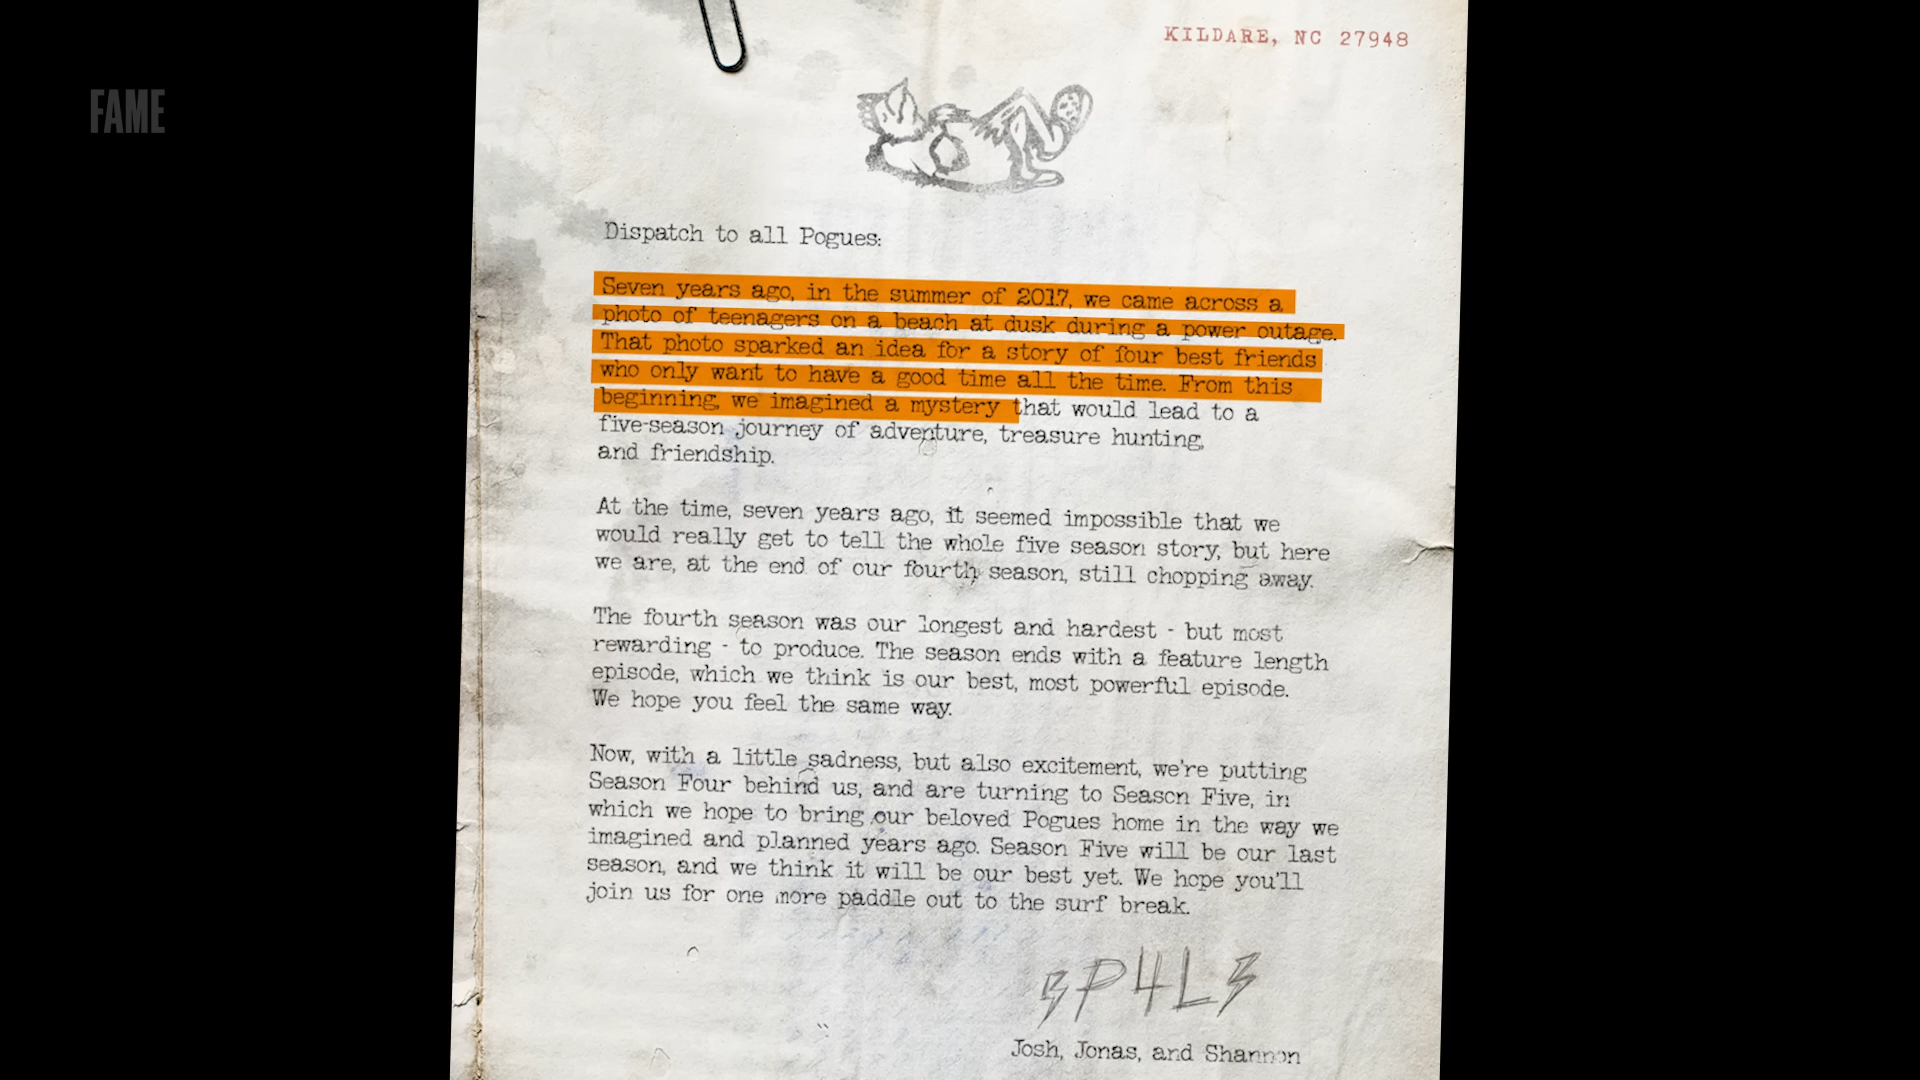 KILDARE, NC 27948
FAME
Dispatch to all Pogues:
Seven years ago, in the summer of 2017, we came across a
photo of teenagers on a beach at dusk during a power outage.
That photo sparked an idea for a story of four best friends
who only want to have a good time all the time. From this
beginning, we imagined a mystery that would lead to a
five-season journey of adventure, treasure hunting,
and friendship.
At the time, seven years ago, it seemed impossible that we
would really get to tell the whole five season story, but here
we are, at the end of our fourth season, still chopping away.
The fourth season was our longest and hardest - but most
rewarding - to produce. The season ends with a feature length
episode, which we think is our best, most powerful episode.
We hope you feel the same way.
Now, with a little sadness, but also excitement, we're putting
Season Four behind us, and are turning to Season Five, in
which we hope to bring our beloved Pogues home in the way we
imagined and planned years ago. Season Five will be our last
season, and we think it will be our best yet. We hope you'll
join us for one more paddle out to the surf break.
P4L
Josh, Jonas, and Shannon